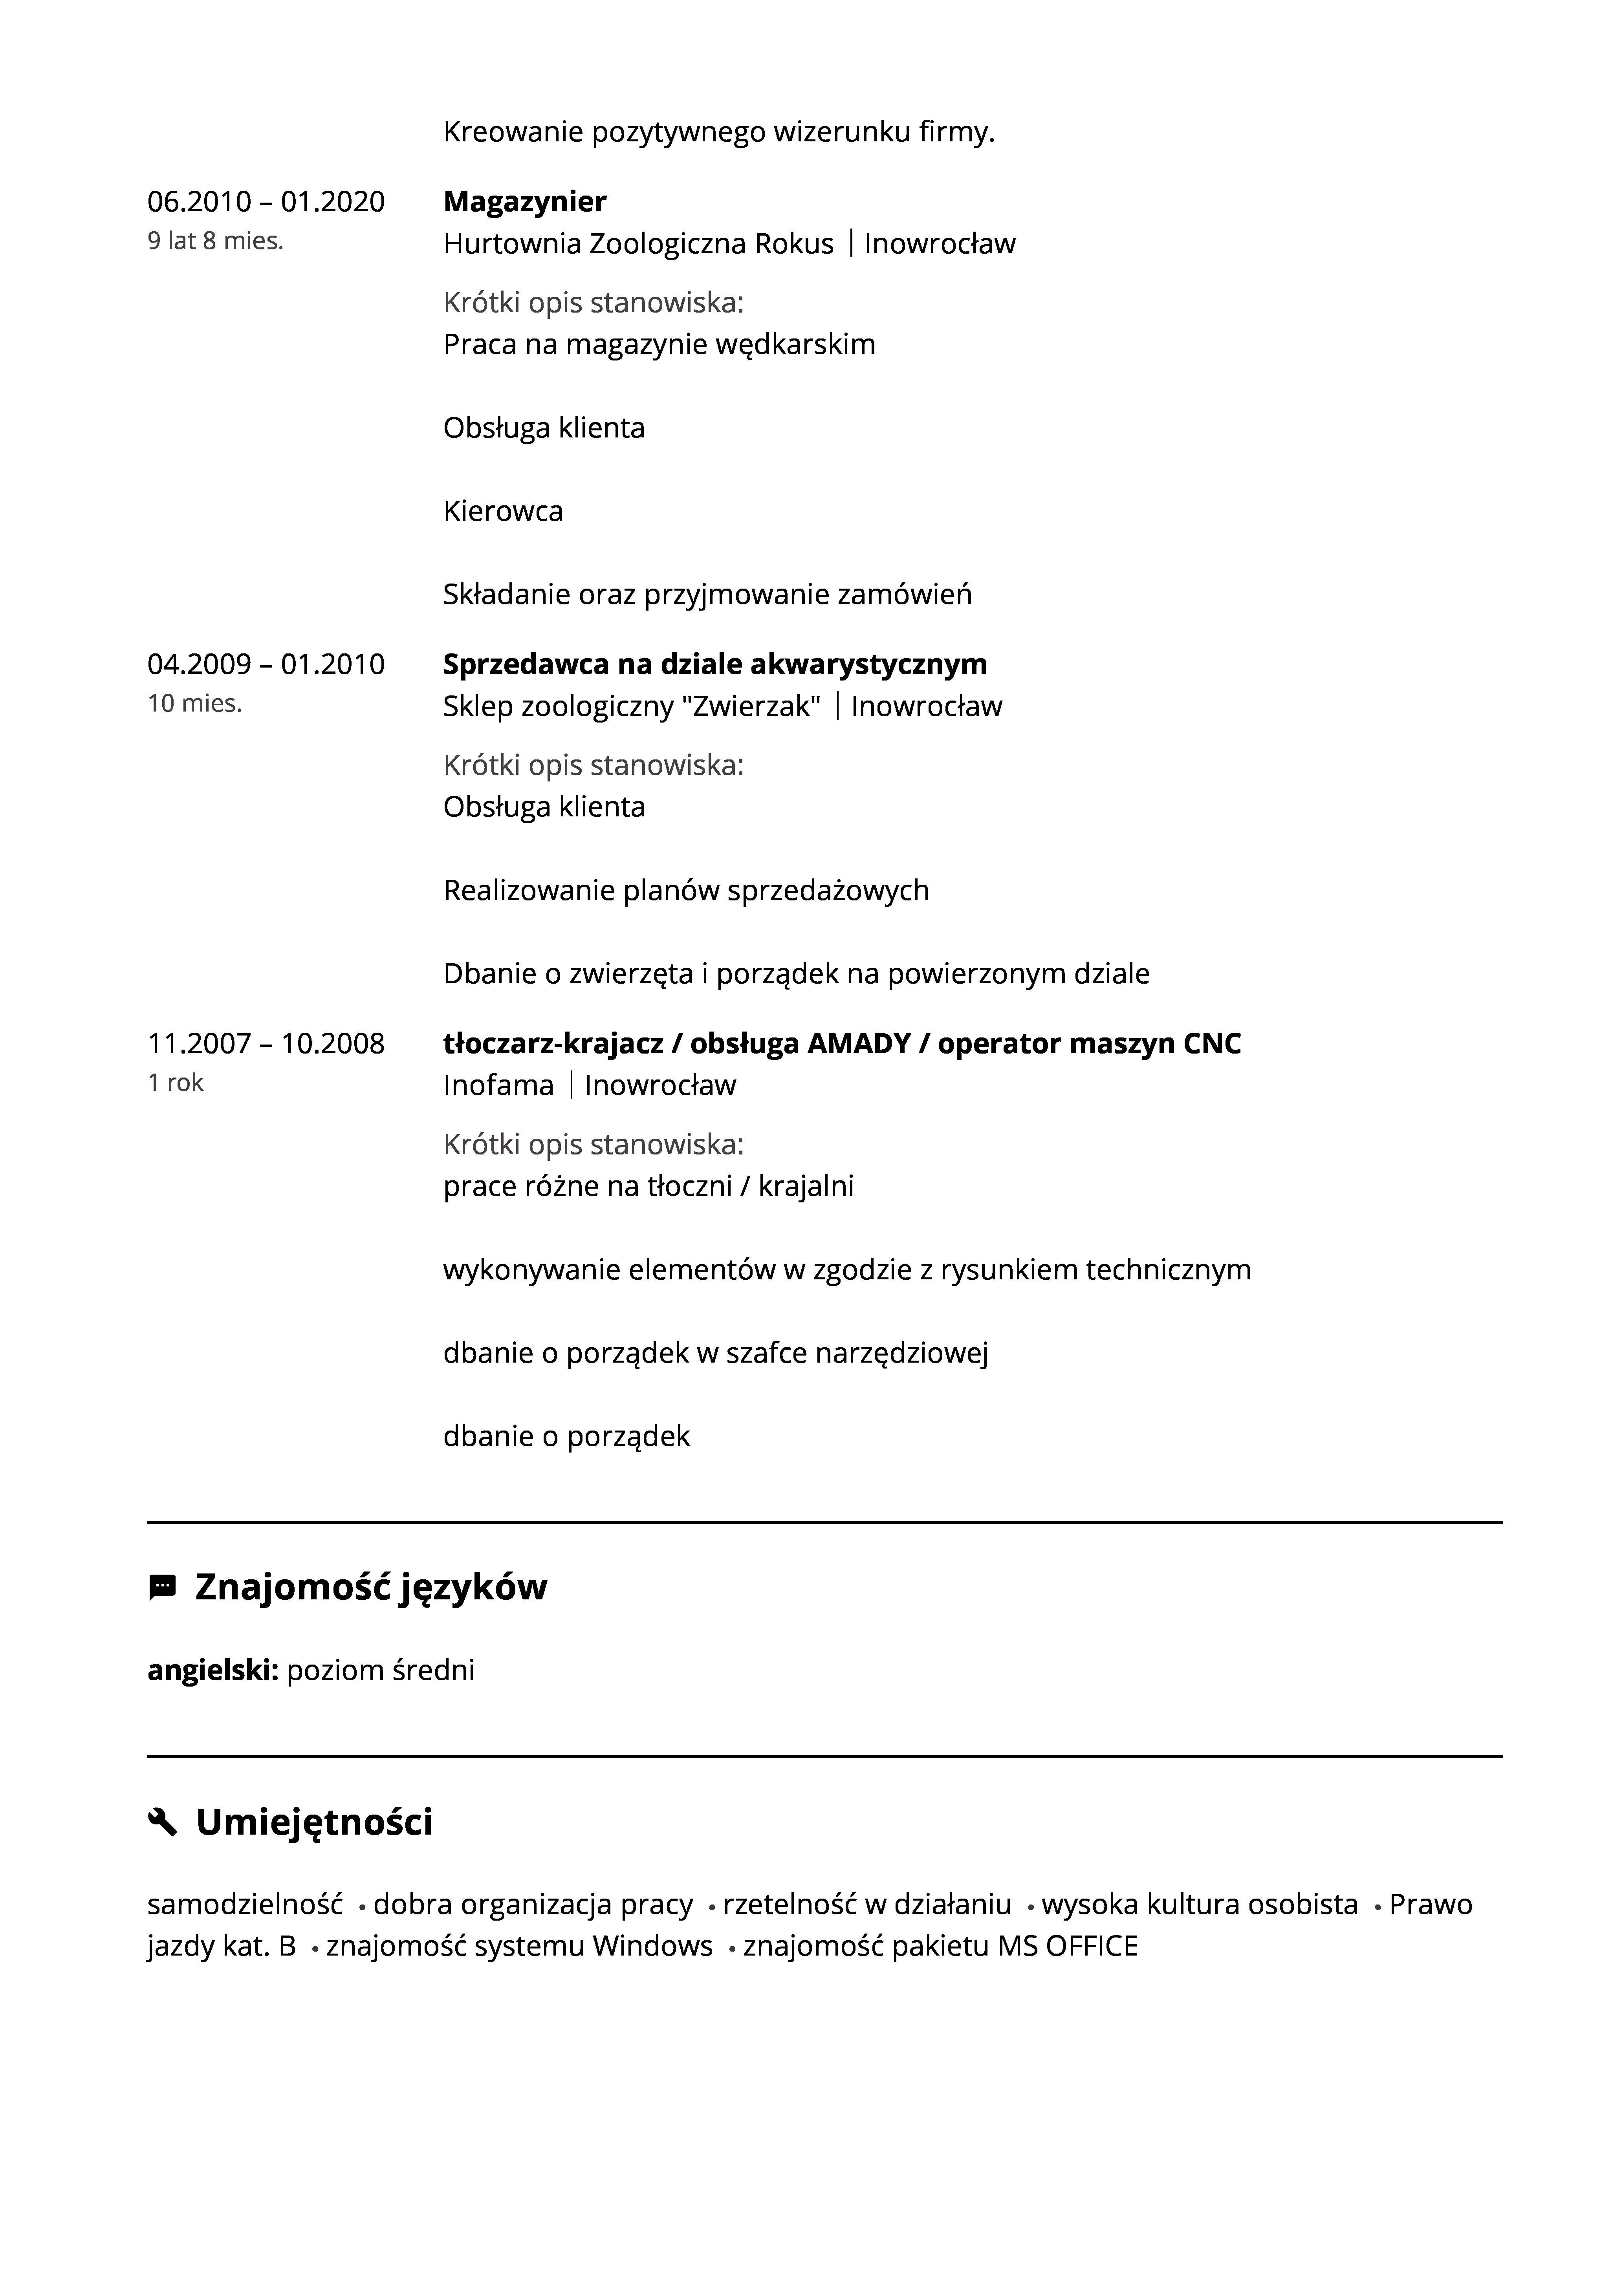 Kreowanie pozytywnego wizerunku firmy.
06.2010 – 01.2020
9 lat 8 mies.
Magazynier
Hurtownia Zoologiczna Rokus | Inowrocław
Krótki opis stanowiska:
Praca na magazynie wędkarskim
Obsługa klienta
Kierowca
Składanie oraz przyjmowanie zamówień
04.2009 – 01.2010
10 mies.
Sprzedawca na dziale akwarystycznym
Sklep zoologiczny "Zwierzak" | Inowrocław
Krótki opis stanowiska:
Obsługa klienta
Realizowanie planów sprzedażowych
Dbanie o zwierzęta i porządek na powierzonym dziale
11.2007 – 10.2008
1 rok
tłoczarz-krajacz / obsługa AMADY / operator maszyn CNC
Inofama | Inowrocław
Krótki opis stanowiska:
prace różne na tłoczni / krajalni
wykonywanie elementów w zgodzie z rysunkiem technicznym
dbanie o porządek w szafce narzędziowej
dbanie o porządek
Znajomość języków
angielski: poziom średni
Umiejętności
samodzielność • dobra organizacja pracy • rzetelność w działaniu • wysoka kultura osobista • Prawo
jazdy kat. B • znajomość systemu Windows • znajomość pakietu MS OFFICE